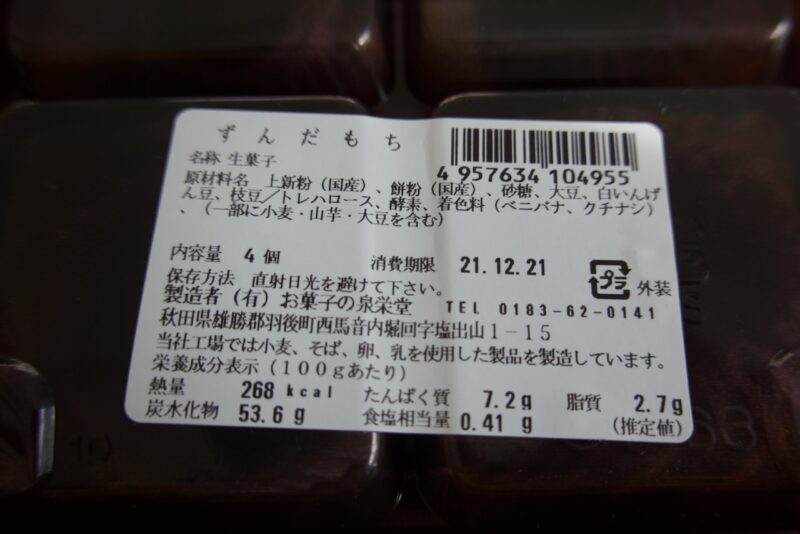 ずんだもち
名称 生菓子
4 957634 104955
原材料名 上新粉（国産）、餅粉（国産）、砂糖、大豆、白いんげ
ん豆、枝豆／トレハロース、酵素、着色料（ベニバナ、クチナシ）
、（一部に小麦・山芋・大豆を含む）
内容量 4個 消費期限 21.12.21
保存方法 直射日光を避けて下さい。
プラ 外装
製造者（有）お菓子の泉栄堂 TEL 0183-62-0141
秋田県雄勝郡羽後町西馬音内堀回字塩出山1-15
当社工場では小麦、そば、卵、乳を使用した製品を製造しています。
栄養成分表示（100gあたり）
熱量 268 kcal たんぱく質 7.2g 脂質 2.7g
炭水化物 53.6g 食塩相当量 0.41 g （推定値）
10